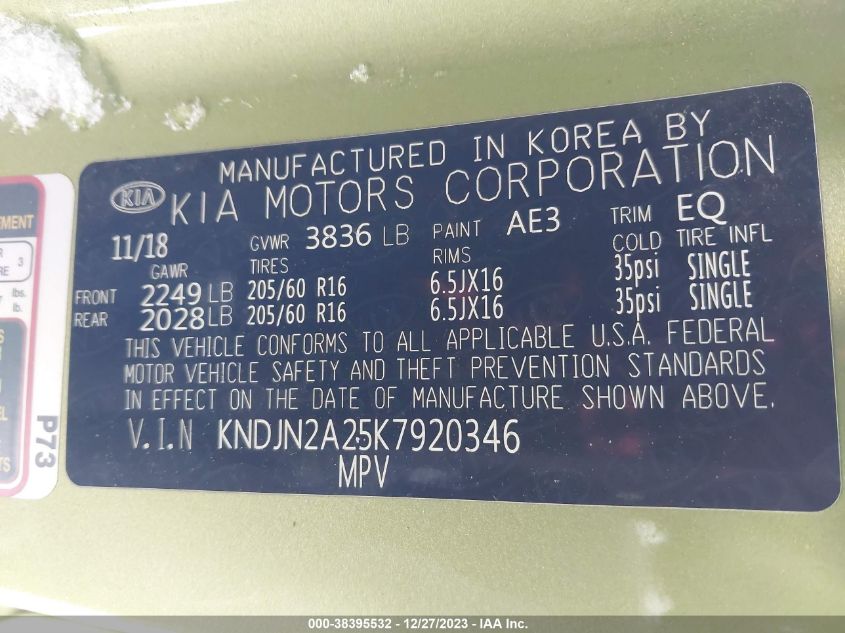 MANUFACTURED IN KOREA BY
KIA KIA MOTORS CORPORATION
11/18 GVWR 3836 LB PAINT AE3 TRIM EQ
GAWR TIRES RIMS COLD TIRE INFL
FRONT 2249 LB 205/60 R16 6.5JX16 35psi SINGLE
REAR 2028 LB 205/60 R16 6.5JX16 35psi SINGLE
THIS VEHICLE CONFORMS TO ALL APPLICABLE U.S.A. FEDERAL
MOTOR VEHICLE SAFETY AND THEFT PREVENTION STANDARDS
IN EFFECT ON THE DATE OF MANUFACTURE SHOWN ABOVE.
V.I.N KNDJN2A25K7920346
MPV
3
lbs.
lb.
P73
000-38395532 - 12/27/2023 - IAA Inc.